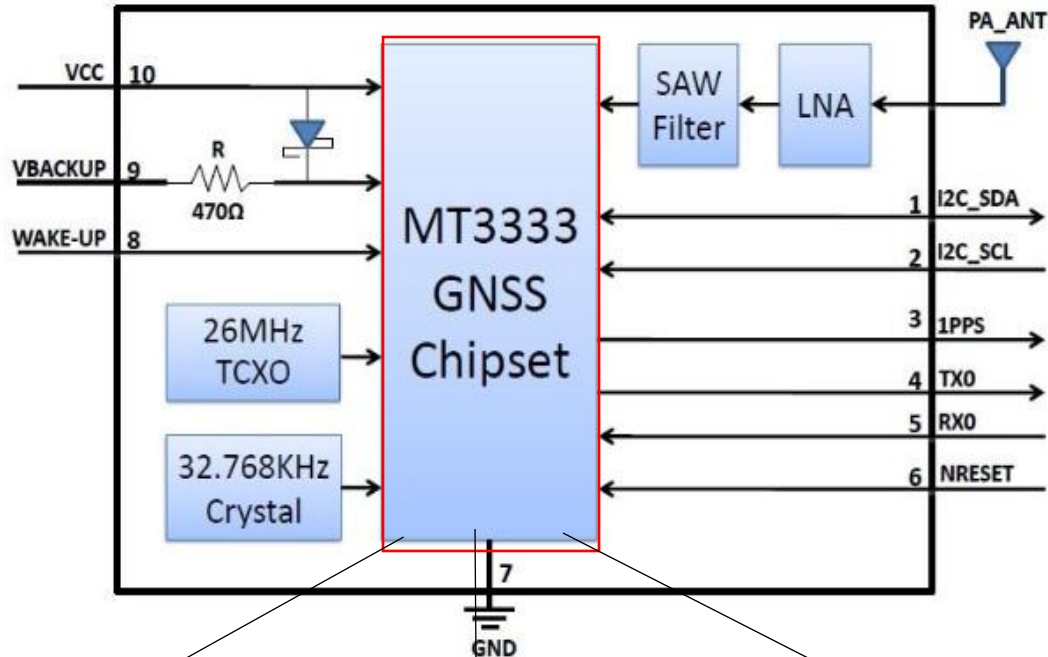 PA_ANT
VCC 10
SAW
Filter
LNA
R
VBACKUP 9
470Ω
WAKE-UP 8
MT3333
GNSS
Chipset
1 I2C_SDA
2 I2C_SCL
3 1PPS
4 TX0
5 RX0
6 NRESET
26MHz
TCXO
32.768KHz
Crystal
7
GND